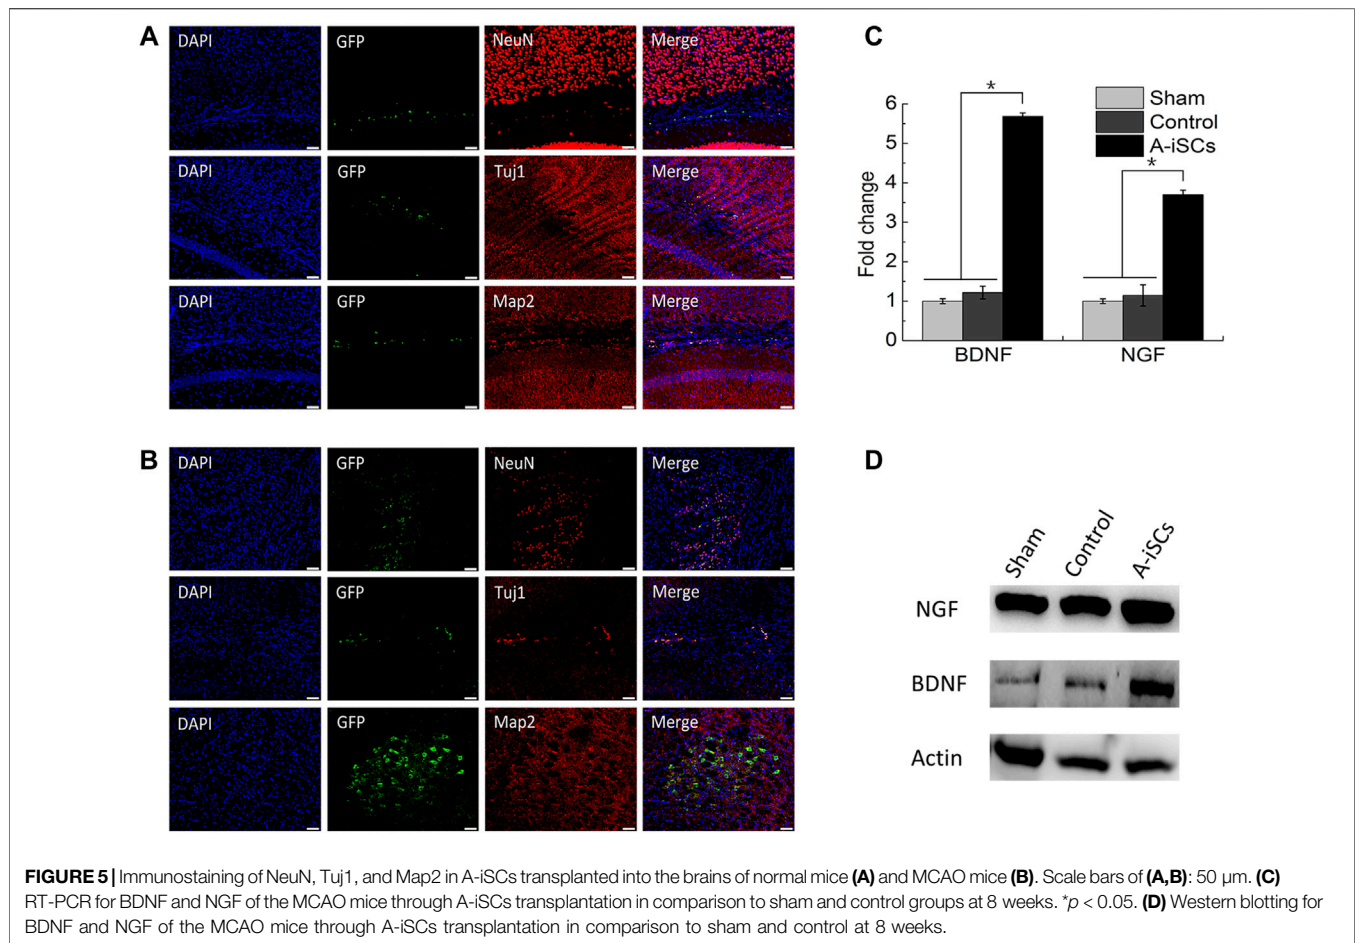 A
DAPI GFP NeuN Merge
DAPI GFP Tuj1 Merge
DAPI GFP Map2 Merge
B
DAPI GFP NeuN Merge
DAPI GFP Tuj1 Merge
DAPI GFP Map2 Merge
C
Sham
Control
A-iSCs
*
*
Fold change
6
5
4
3
2
1
0
BDNF NGF
D
Sham Control A-iSCs
NGF
BDNF
Actin
FIGURE 5 | Immunostaining of NeuN, Tuj1, and Map2 in A-iSCs transplanted into the brains of normal mice (A) and MCAO mice (B). Scale bars of (A,B): 50 µm. (C)
RT-PCR for BDNF and NGF of the MCAO mice through A-iSCs transplantation in comparison to sham and control groups at 8 weeks. *p < 0.05. (D) Western blotting for
BDNF and NGF of the MCAO mice through A-iSCs transplantation in comparison to sham and control at 8 weeks.